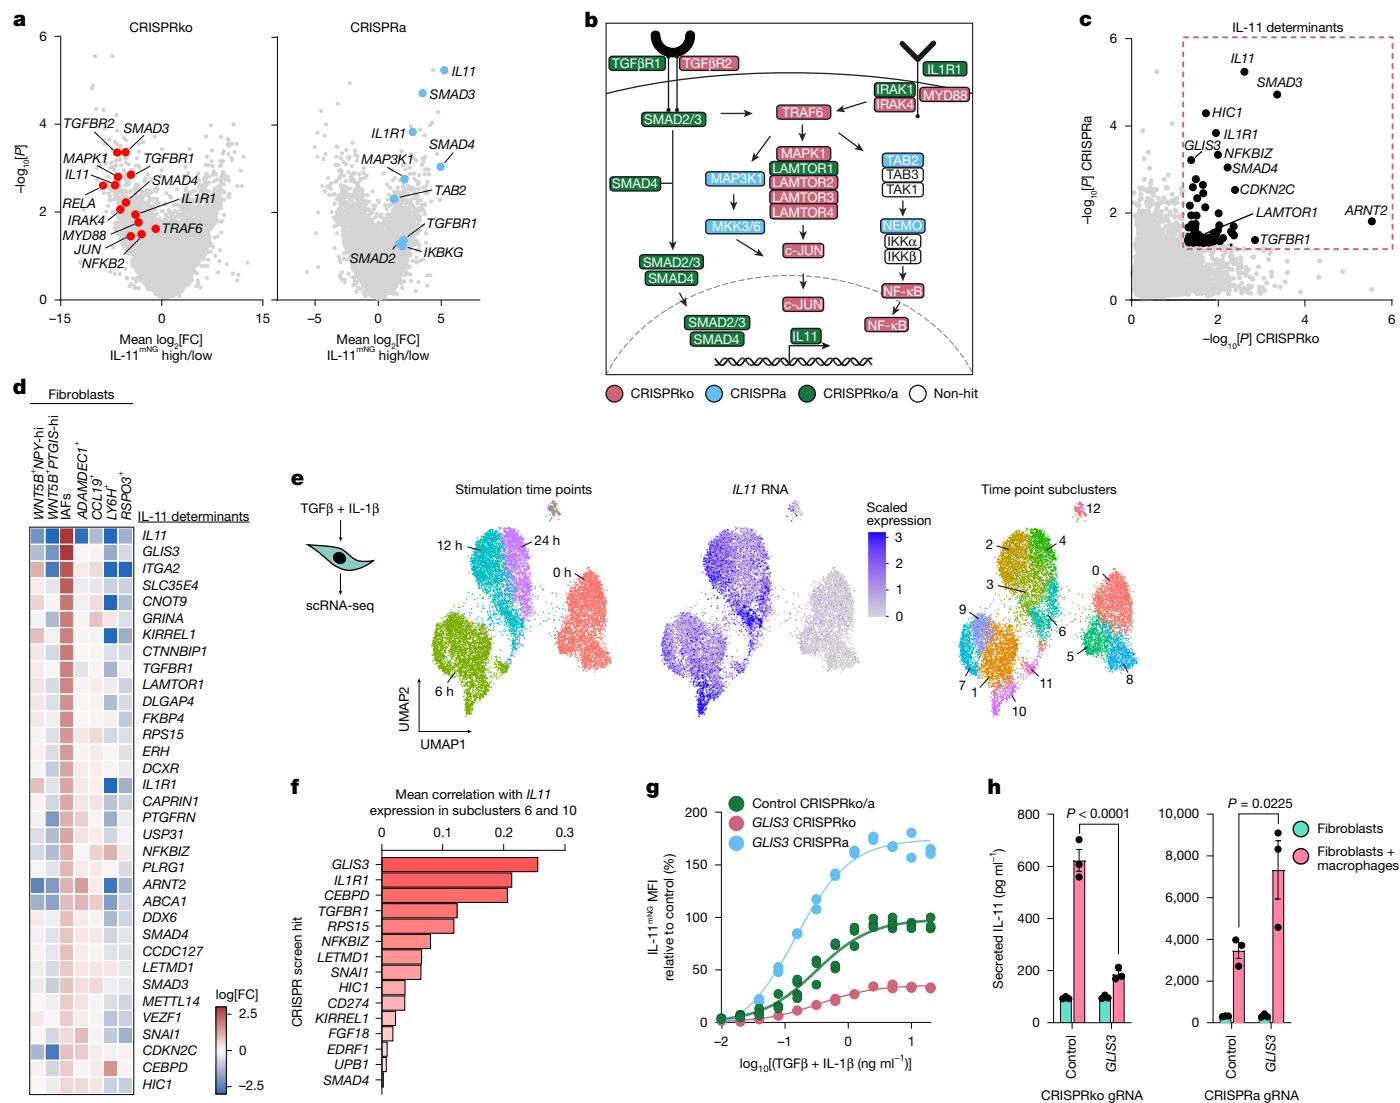 a
CRISPRko
CRISPRa
6
4
2
0
–log10[P]
TGFBR2
SMAD3
MAPK1
TGFBR1
IL11
SMAD4
RELA
IL1R1
IRAK4
MYD88
TRAF6
JUN
NFKB2
–15
0
15
Mean log2[FC]
IL-11mNG high/low
IL11
SMAD3
IL1R1
SMAD4
MAP3K1
TAB2
TGFBR1
SMAD2
IKBKG
–5
0
5
Mean log2[FC]
IL-11mNG high/low
b
TGFβR1
TGFβR2
IL1R1
IRAK1
IRAK4
MYD88
SMAD2/3
TRAF6
MAPK1
LAMTOR1
LAMTOR2
LAMTOR3
LAMTOR4
TAB2
TAB3
TAK1
SMAD4
MAP3K1
MKK3/6
NEMO
IKKα
IKKβ
c-JUN
SMAD2/3
SMAD4
NF-κB
c-JUN
SMAD2/3
SMAD4
IL11
NF-κB
CRISPRko
CRISPRa
CRISPRko/a
Non-hit
c
IL-11 determinants
6
4
2
0
–log10[P] CRISPRa
IL11
SMAD3
HIC1
IL1R1
GLIS3
NFKBIZ
SMAD4
CDKN2C
LAMTOR1
ARNT2
TGFBR1
0
2
4
6
–log10[P] CRISPRko
d
Fibroblasts
WNT5B+NPY-hi
WNT5B+PTGIS-hi
IAFs
ADAMDEC1+
CCL19+
LY6H+
RSPO3+
IL-11 determinants
IL11
GLIS3
ITGA2
SLC35E4
CNOT9
GRINA
KIRREL1
CTNNBIP1
TGFBR1
LAMTOR1
DLGAP4
FKBP4
RPS15
ERH
DCXR
IL1R1
CAPRIN1
PTGFRN
USP31
NFKBIZ
PLRG1
ARNT2
ABCA1
DDX6
SMAD4
CCDC127
LETMD1
SMAD3
METTL14
VEZF1
SNAI1
CDKN2C
CEBPD
HIC1
log[FC]
2.5
0
–2.5
e
TGFβ + IL-1β
scRNA-seq
Stimulation time points
12 h
24 h
0 h
6 h
UMAP2
UMAP1
IL11 RNA
Scaled
expression
3
2
1
0
Time point subclusters
12
2
4
0
3
9
6
5
7
1
11
8
10
f
Mean correlation with IL11
expression in subclusters 6 and 10
0
0.1
0.2
0.3
CRISPR screen hit
GLIS3
IL1R1
CEBPD
TGFBR1
RPS15
NFKBIZ
LETMD1
SNAI1
HIC1
CD274
KIRREL1
FGF18
EDRF1
UPB1
SMAD4
g
Control CRISPRko/a
GLIS3 CRISPRko
GLIS3 CRISPRa
200
150
100
50
0
IL-11mNG MFI
relative to control (%)
–2
–1
0
1
log10[(TGFβ + IL-1β (ng ml–1)]
h
800
600
400
200
0
Secreted IL-11 (pg ml–1)
P < 0.0001
Control
GLIS3
CRISPRko gRNA
10,000
8,000
6,000
4,000
2,000
0
P = 0.0225
Control
GLIS3
CRISPRa gRNA
Fibroblasts
Fibroblasts +
macrophages